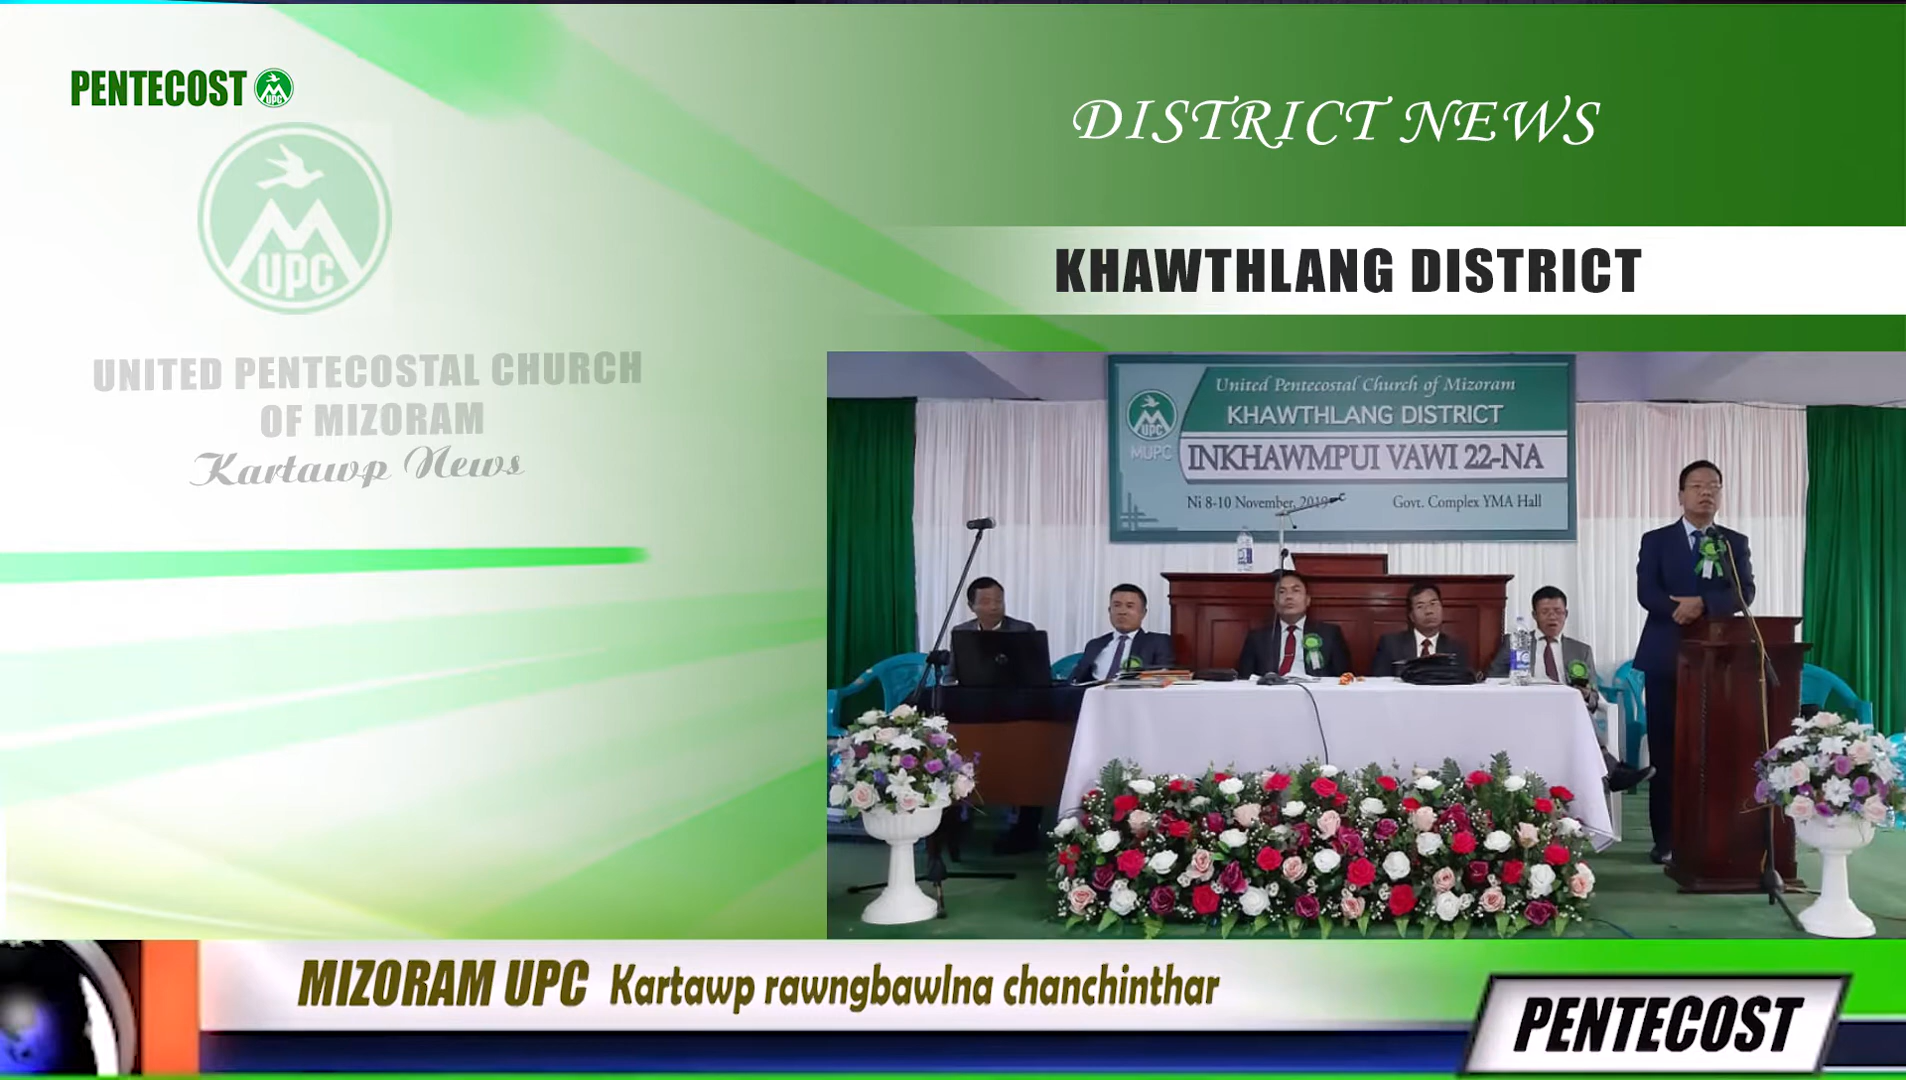 PENTECOST UPC
UPC
UNITED PENTECOSTAL CHURCH
OF MIZORAM
Kartawp News
DISTRICT NEWS
KHAWTHLANG DISTRICT
United Pentecostal Church of Mizoram
KHAWTHLANG DISTRICT
UPC
MUPC
INKHAWMPUI VAWI 22-NA
Ni 8-10 November, 2019
Govt. Complex YMA Hall
MIZORAM UPC Kartawp rawngbawlna chanchinthar
PENTECOST